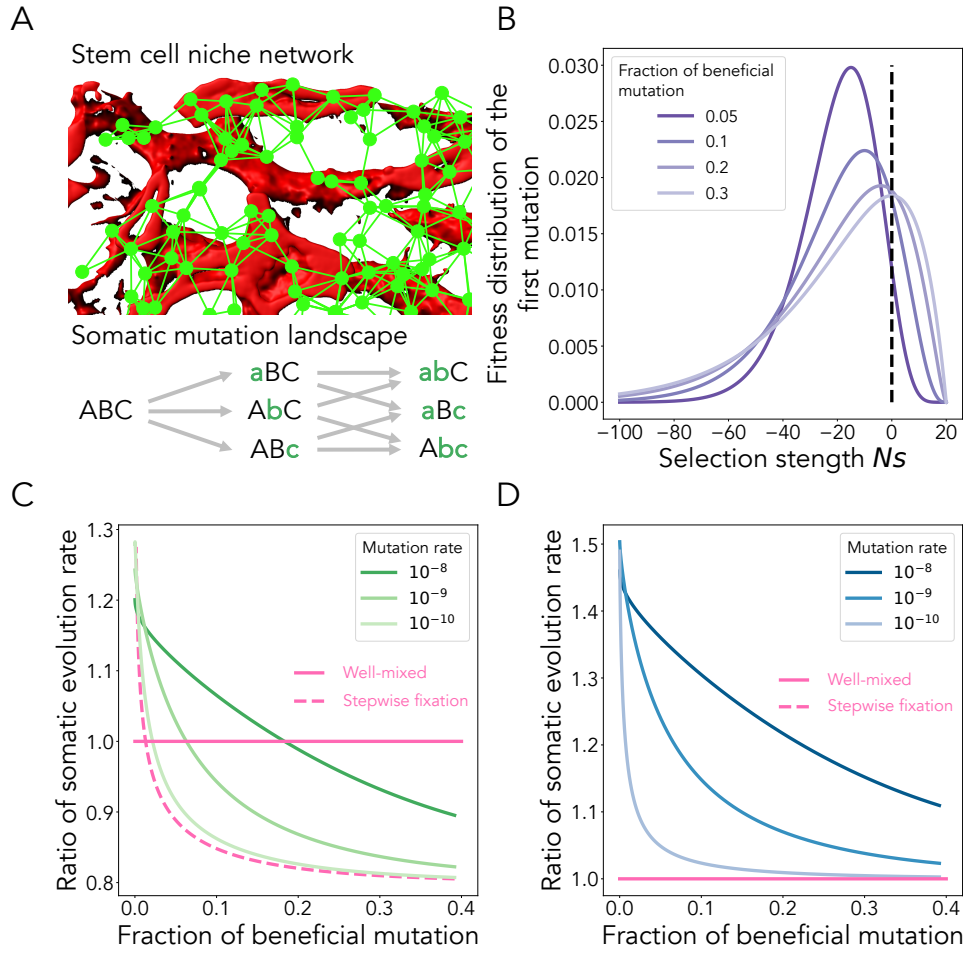 A
Stem cell niche network
Somatic mutation landscape
ABC
aBC
AbC
ABc
abC
aBc
Abc
B
Fitness distribution of the
first mutation
0.030
0.025
0.020
0.015
0.010
0.005
0.000
Fraction of beneficial
mutation
0.05
0.1
0.2
0.3
−100 −80 −60 −40 −20 0 20
Selection stength Ns
C
Ratio of somatic evolution rate
1.3
1.2
1.1
1.0
0.9
0.8
Mutation rate
10⁻⁸
10⁻⁹
10⁻¹⁰
Well-mixed
Stepwise fixation
0.0 0.1 0.2 0.3 0.4
Fraction of beneficial mutation
D
Ratio of somatic evolution rate
1.5
1.4
1.3
1.2
1.1
1.0
Mutation rate
10⁻⁸
10⁻⁹
10⁻¹⁰
Well-mixed
Stepwise fixation
0.0 0.1 0.2 0.3 0.4
Fraction of beneficial mutation